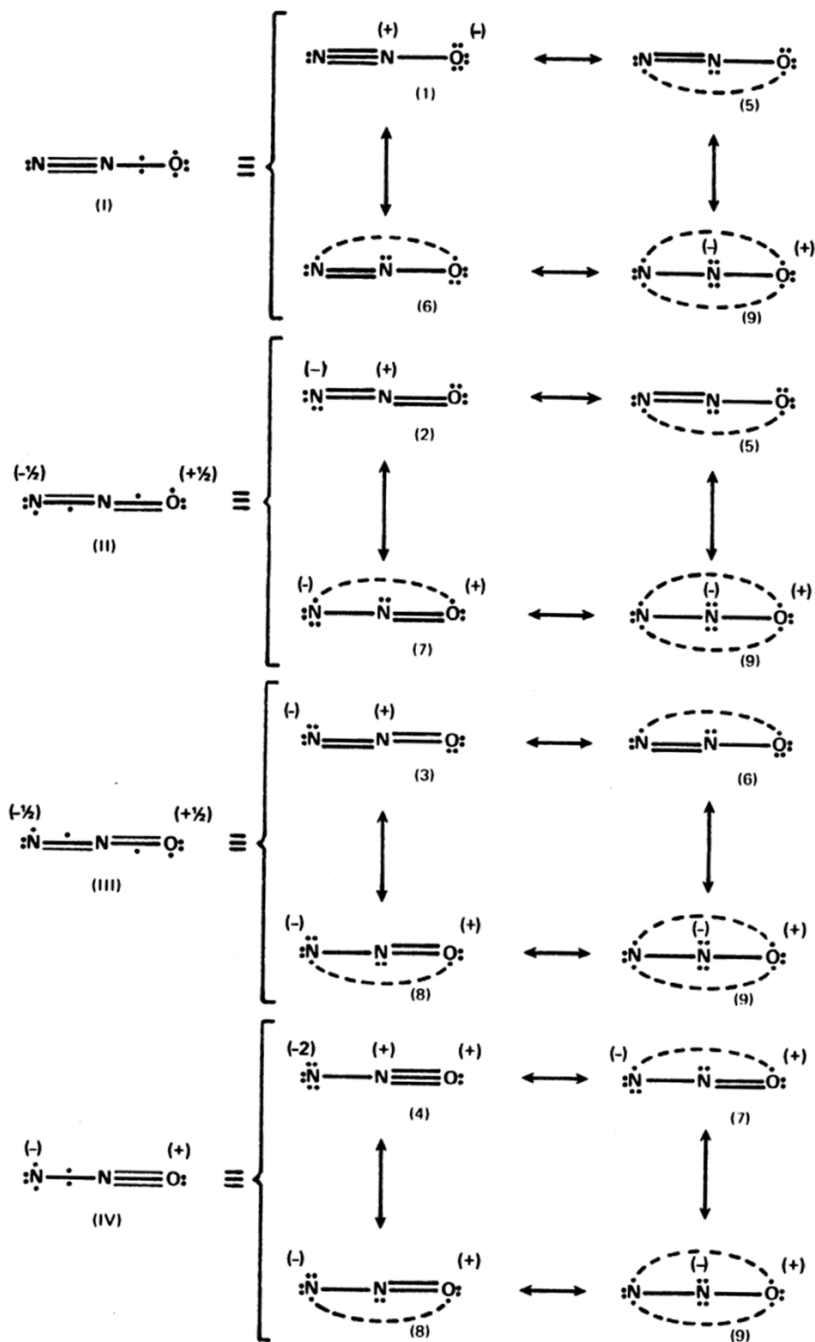 (+) (-)
:N≡N—Ö: ⟷ :N=N—O:
(1) (5)
:N≡N∸O: ≡
(I)
(-) (+)
:N=N—O: ⟷ :N—N—O:
(6) (9)
(-) (+)
:N=N=O: ⟷ :N=N—O:
(2) (5)
(-½) (+½)
:N=N=O: ≡
(II)
(-) (+) (-) (+)
:N—N=O: ⟷ :N—N—O:
(7) (9)
(-) (+)
:N=N=O: ⟷ :N=N—O:
(3) (6)
(-½) (+½)
:N=N=O: ≡
(III)
(-) (+) (-) (+)
:N—N=O: ⟷ :N—N—O:
(8) (9)
(-2) (+) (+) (-) (+)
:N—N≡O: ⟷ :N—N=O:
(4) (7)
(-) (+)
:N∸N≡O: ≡
(IV)
(-) (+) (-) (+)
:N—N=O: ⟷ :N—N—O:
(8) (9)